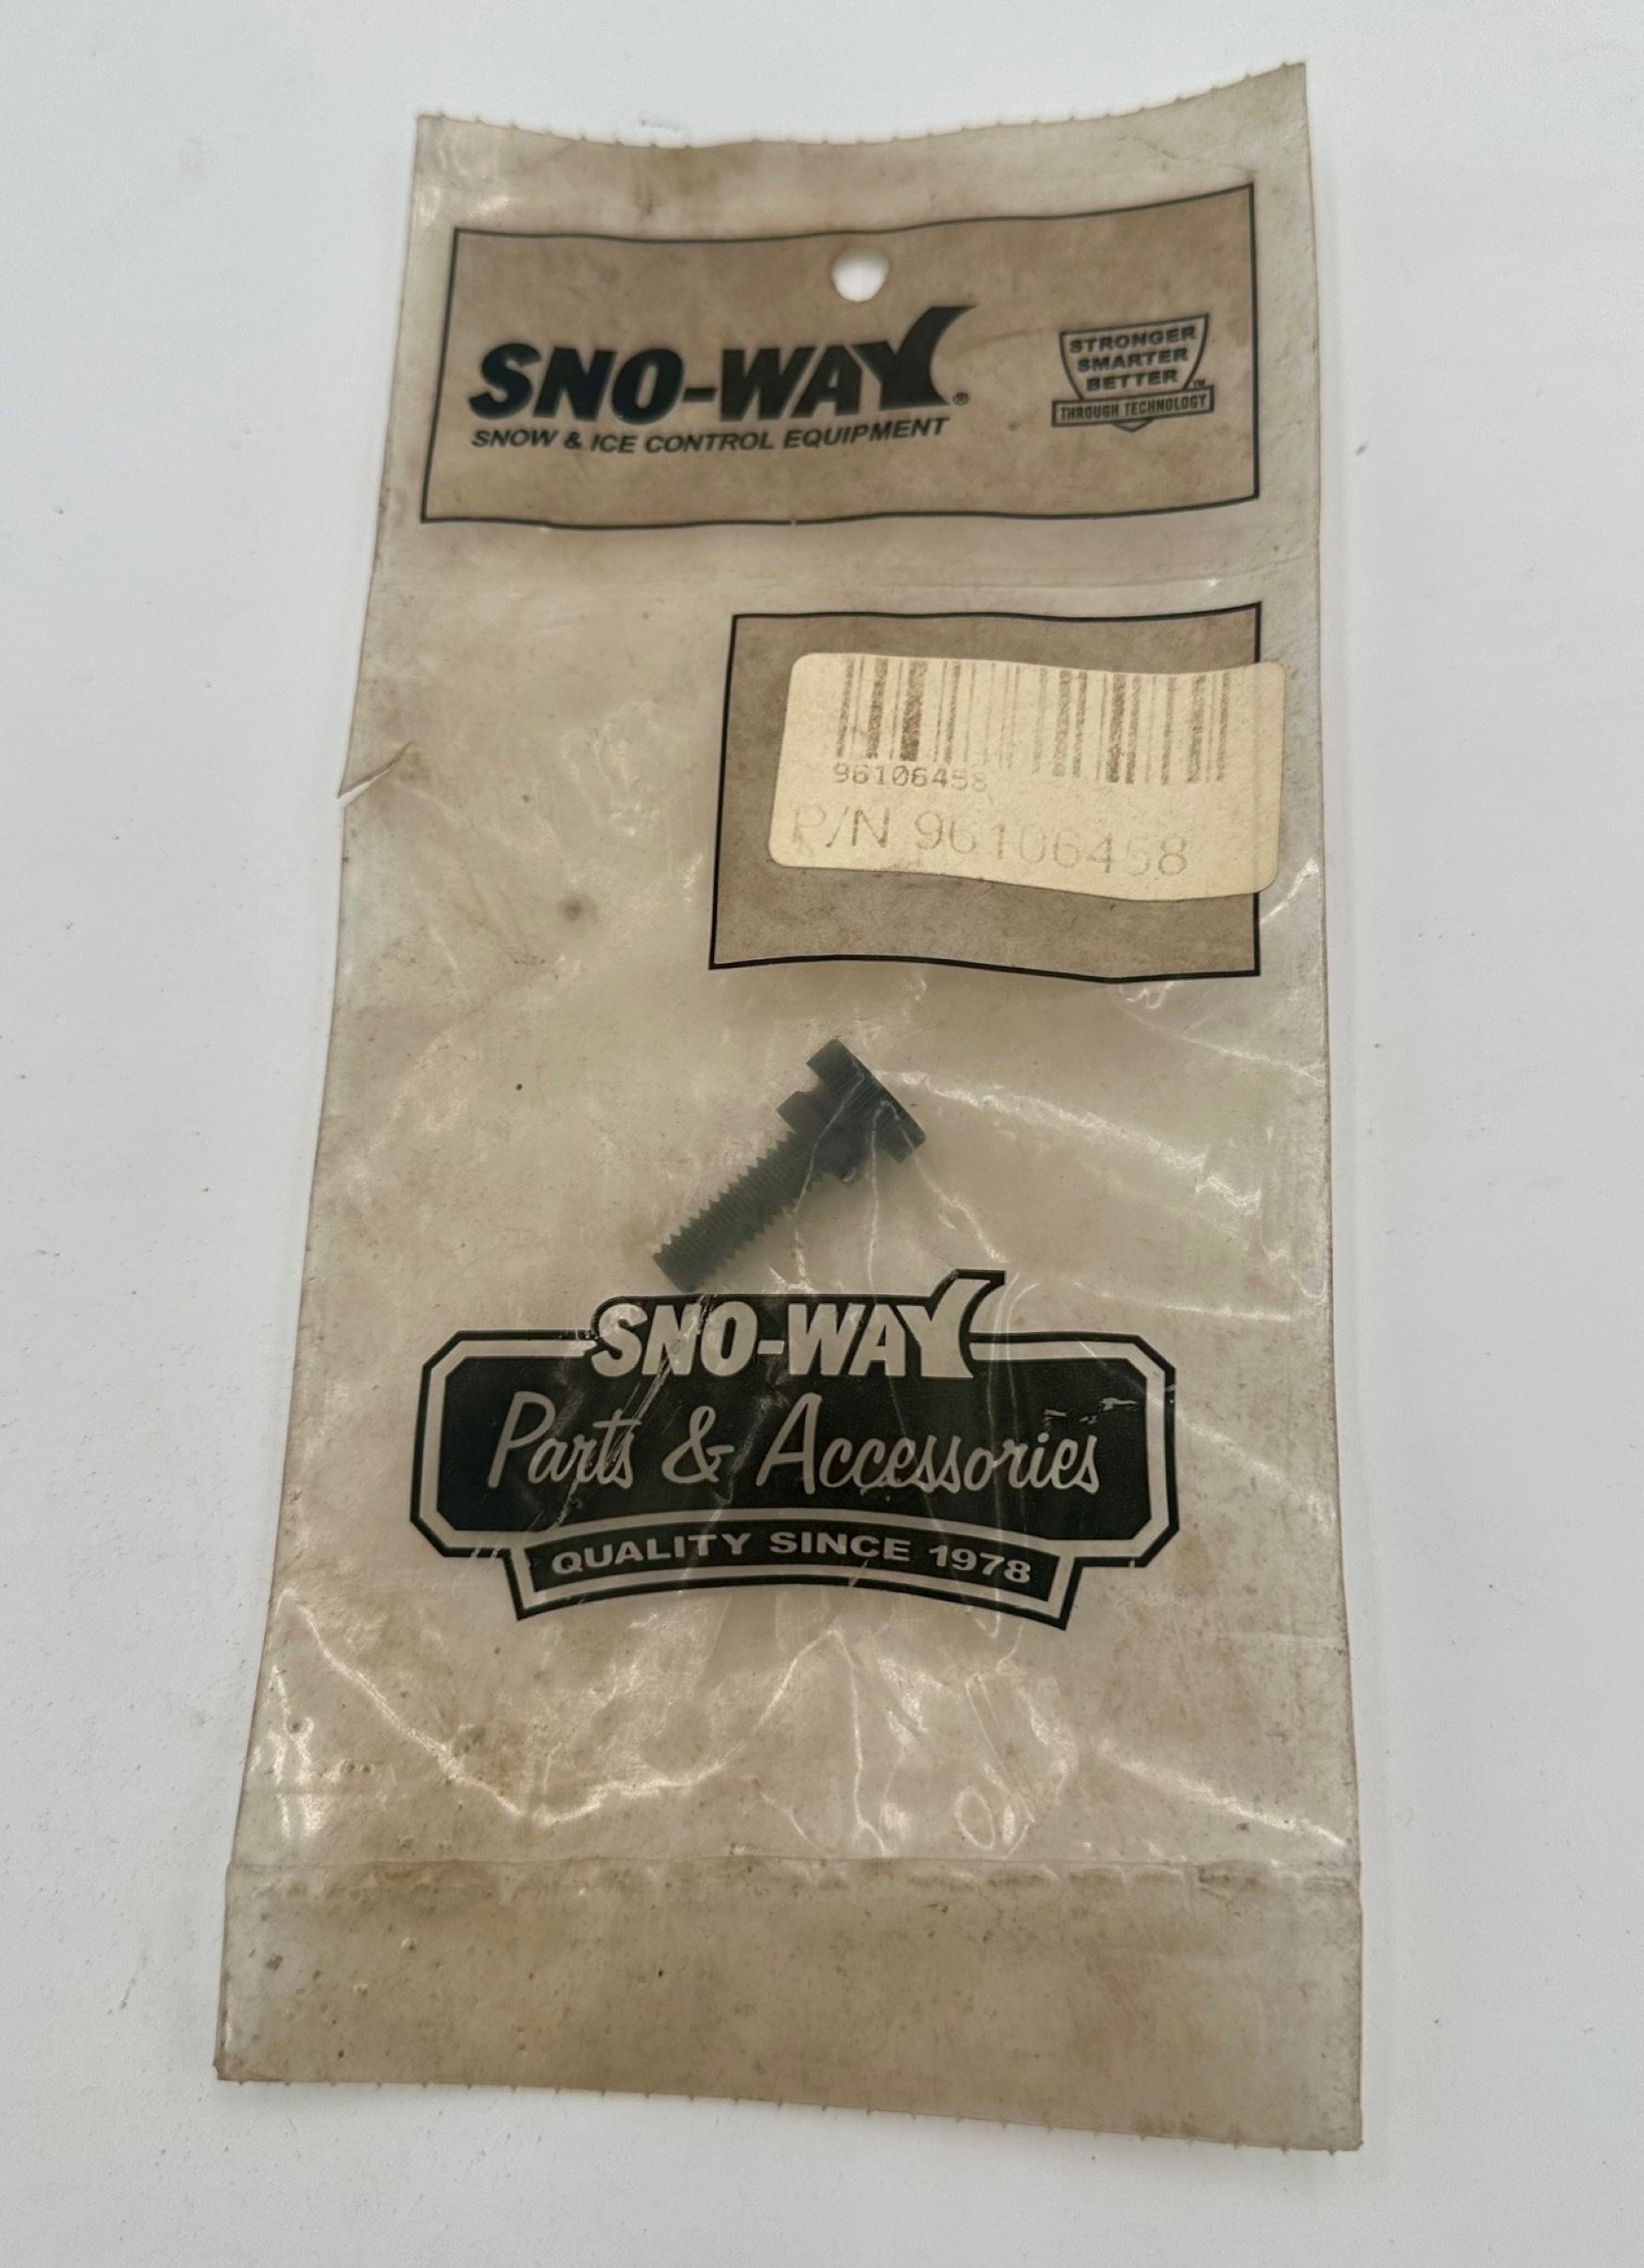 SNO-WAY®
SNOW & ICE CONTROL EQUIPMENT
STRONGER
SMARTER
BETTER™
THROUGH TECHNOLOGY
96106458
P/N 96106458
SNO-WAY
Parts & Accessories
QUALITY SINCE 1978